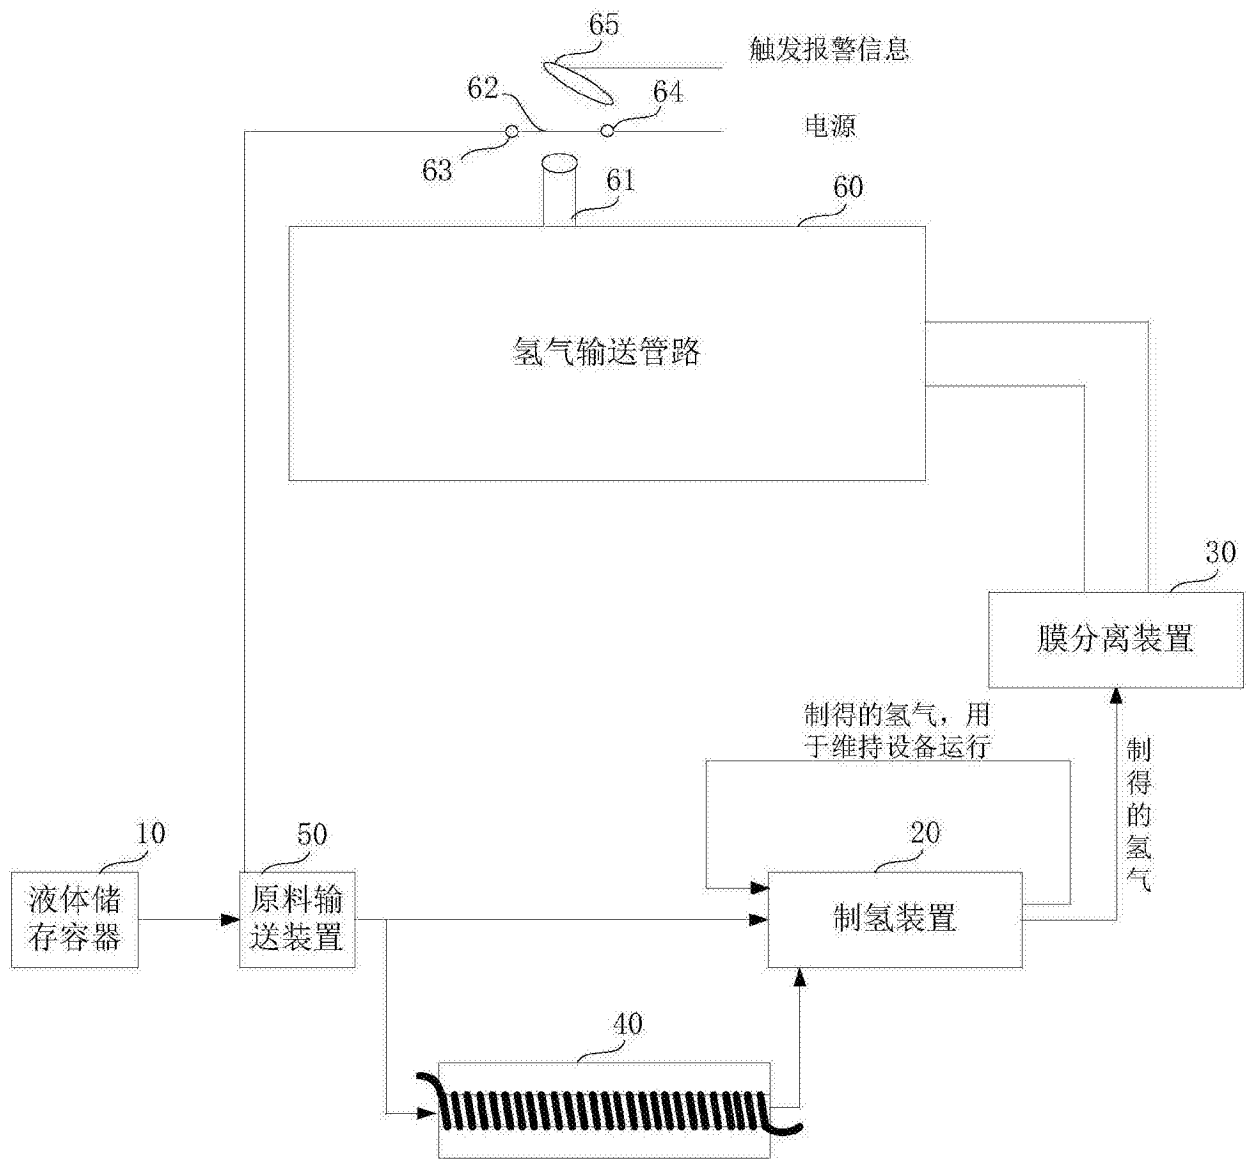 65
触发报警信息
62
64
电源
63
61
60
氢气输送管路
30
膜分离装置
制得的氢气，用
于维持设备运行
制得的氢气
10
50
20
液体储
存容器
原料输
送装置
制氢装置
40